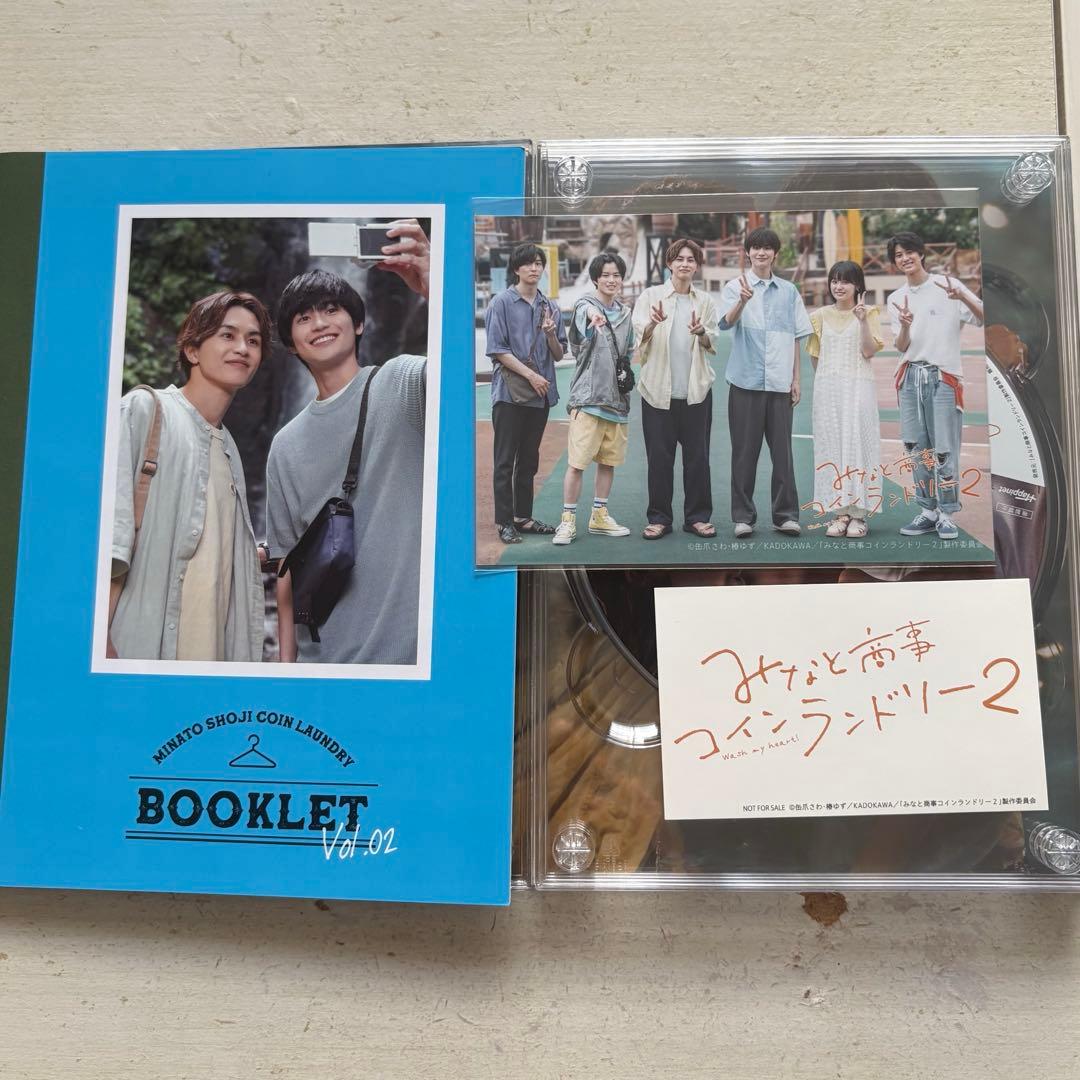 MINATO SHOJI COIN LAUNDRY
BOOKLET
Vol.02
みなと商事
コインランドリー2
©缶爪さわ・椿ゆず/KADOKAWA/「みなと商事コインランドリー2」製作委員会
Happinet
みなと商事
コインランドリー2
Wash my heart!
NOT FOR SALE ©缶爪さわ・椿ゆず/KADOKAWA/「みなと商事コインランドリー2」製作委員会